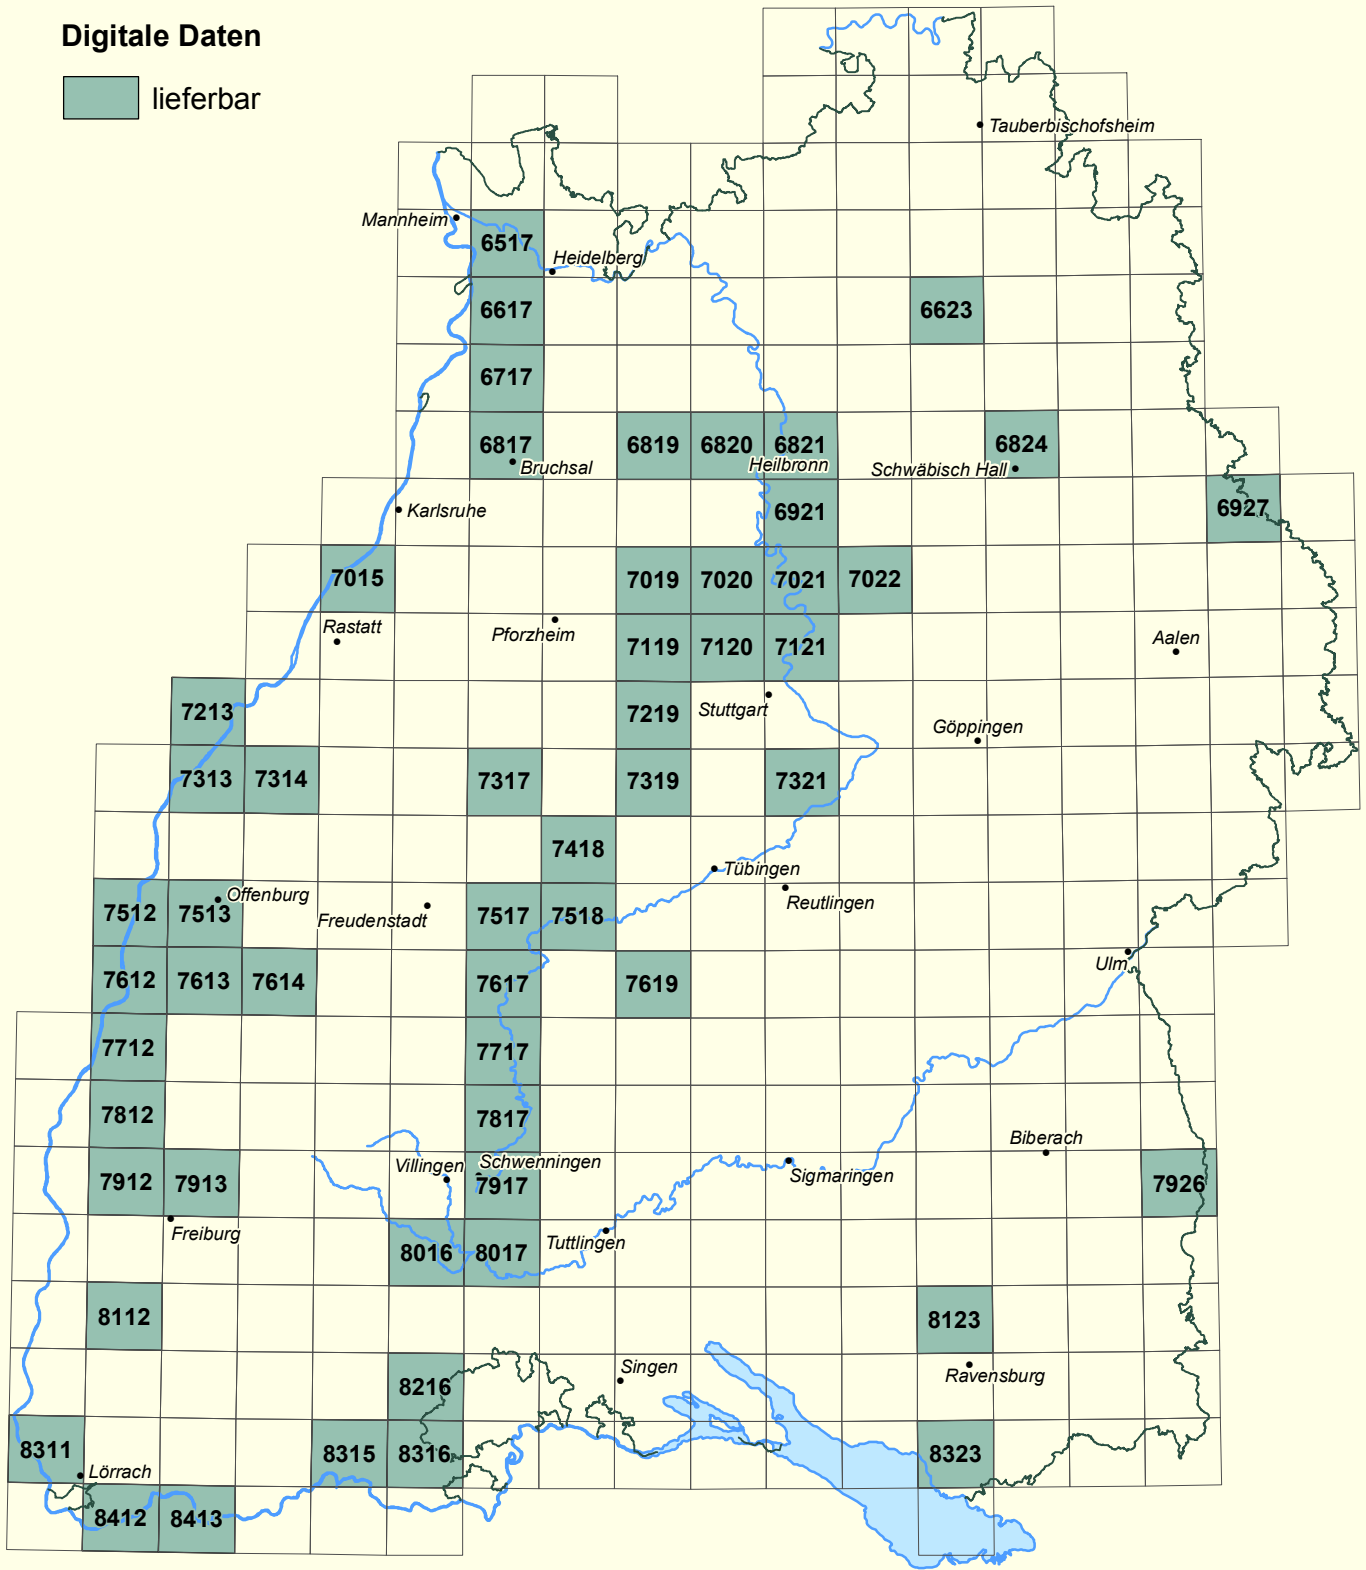 Digitale Daten
lieferbar
Tauberbischofsheim
Mannheim
6517
Heidelberg
6617
6623
6717
6817
6819
6820
6821
6824
Bruchsal
Heilbronn
Schwäbisch Hall
Karlsruhe
6921
6927
7015
7019
7020
7021
7022
Rastatt
Pforzheim
7119
7120
7121
Aalen
7213
7219
Stuttgart
Göppingen
7313
7314
7317
7319
7321
7418
Tübingen
Offenburg
Reutlingen
7512
7513
Freudenstadt
7517
7518
Ulm
7612
7613
7614
7617
7619
7712
7717
7812
7817
Biberach
Villingen
Schwenningen
Sigmaringen
7912
7913
7917
7926
Freiburg
Tuttlingen
8016
8017
8112
8123
Singen
Ravensburg
8216
8311
8315
8316
8323
Lörrach
8412
8413